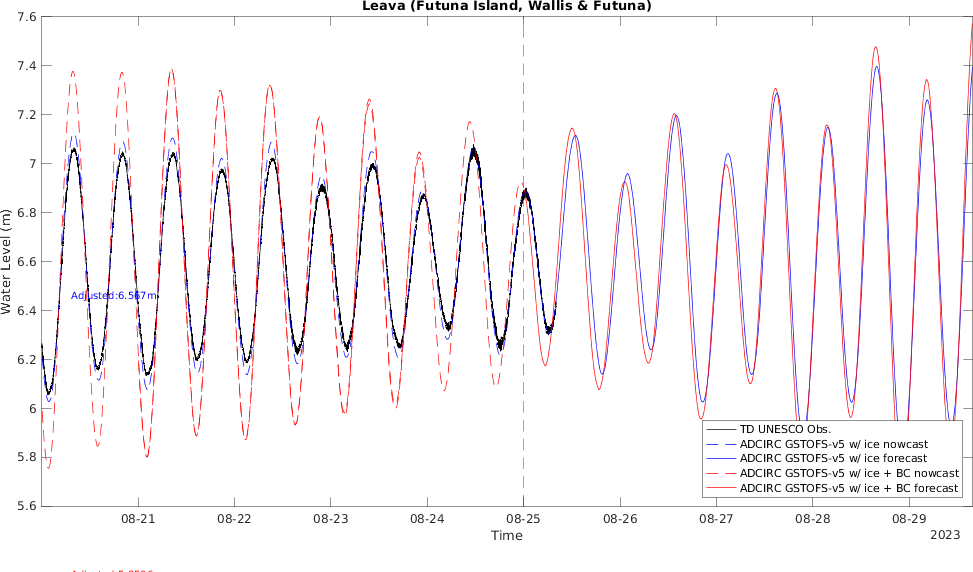 Leava (Futuna Island, Wallis & Futuna)
7.6
7.4
7.2
7
6.8
6.6
6.4
6.2
6
5.8
5.6
Water Level (m)
Adjusted:6.567m
TD UNESCO Obs.
ADCIRC GSTOFS-v5 w/ ice nowcast
ADCIRC GSTOFS-v5 w/ ice forecast
ADCIRC GSTOFS-v5 w/ ice + BC nowcast
ADCIRC GSTOFS-v5 w/ ice + BC forecast
08-21 08-22 08-23 08-24 08-25 08-26 08-27 08-28 08-29
Time
2023